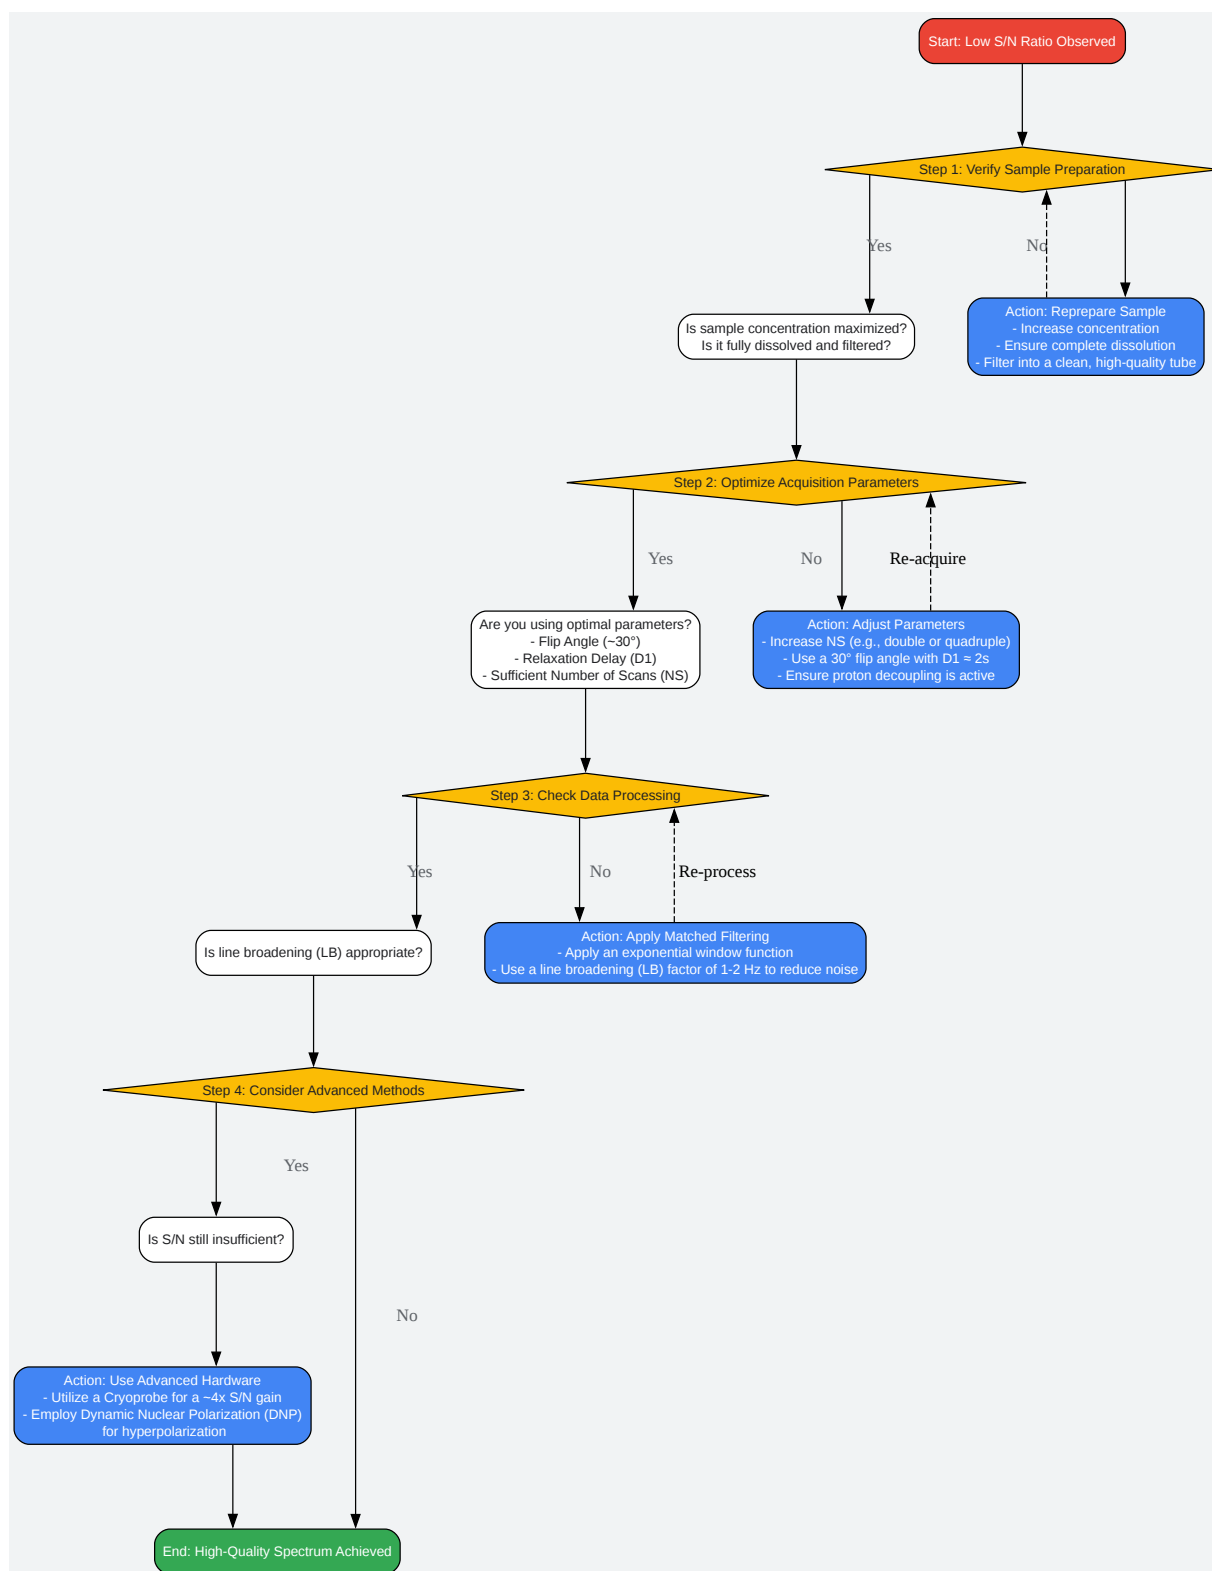 Start: Low S/N Ratio Observed
Step 1: Verify Sample Preparation
Yes
No
Is sample concentration maximized?
Is it fully dissolved and filtered?
Action: Reprepare Sample
- Increase concentration
- Ensure complete dissolution
- Filter into a clean, high-quality tube
Step 2: Optimize Acquisition Parameters
Yes
No
Re-acquire
Are you using optimal parameters?
- Flip Angle (~30°)
- Relaxation Delay (D1)
- Sufficient Number of Scans (NS)
Action: Adjust Parameters
- Increase NS (e.g., double or quadruple)
- Use a 30° flip angle with D1 ≈ 2s
- Ensure proton decoupling is active
Step 3: Check Data Processing
Yes
No
Re-process
Is line broadening (LB) appropriate?
Action: Apply Matched Filtering
- Apply an exponential window function
- Use a line broadening (LB) factor of 1-2 Hz to reduce noise
Step 4: Consider Advanced Methods
Yes
Is S/N still insufficient?
No
Action: Use Advanced Hardware
- Utilize a Cryoprobe for a ~4x S/N gain
- Employ Dynamic Nuclear Polarization (DNP)
for hyperpolarization
End: High-Quality Spectrum Achieved